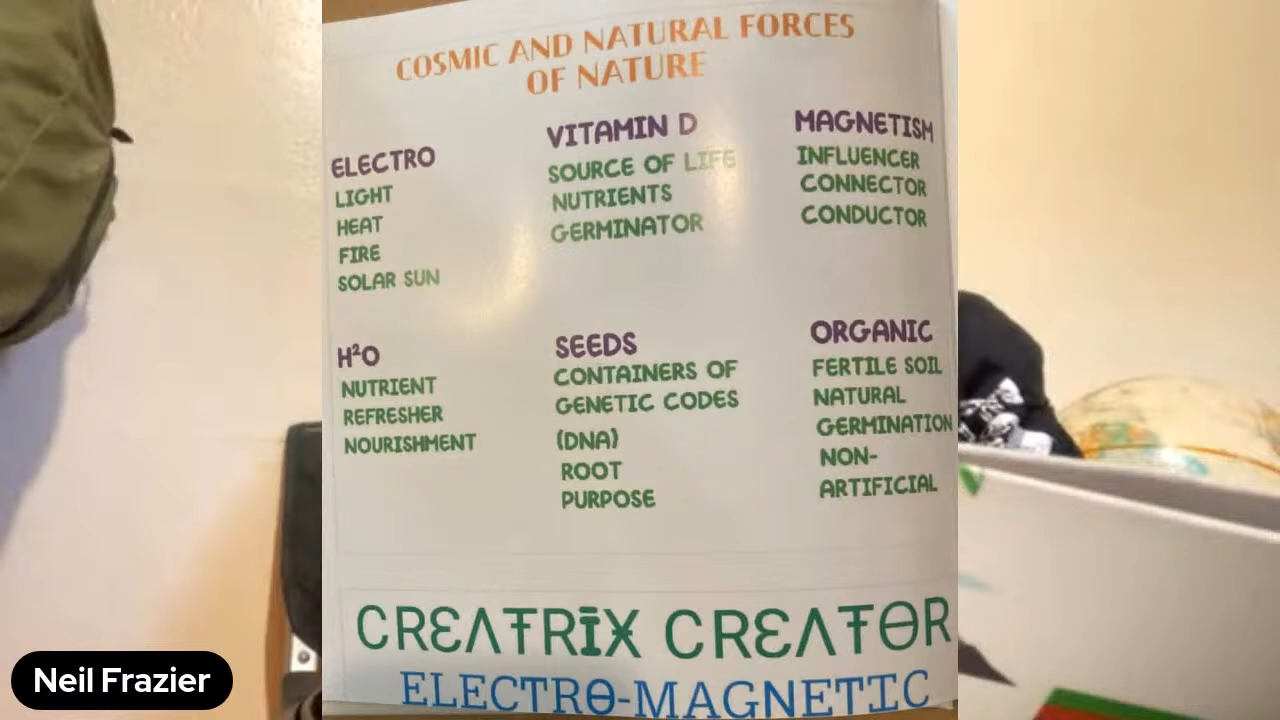 COSMIC AND NATURAL FORCES
OF NATURE
ELECTRO
LIGHT
HEAT
FIRE
SOLAR SUN
VITAMIN D
SOURCE OF LIFE
NUTRIENTS
GERMINATOR
MAGNETISM
INFLUENCER
CONNECTOR
CONDUCTOR
H²O
NUTRIENT
REFRESHER
NOURISHMENT
SEEDS
CONTAINERS OF
GENETIC CODES
(DNA)
ROOT
PURPOSE
ORGANIC
FERTILE SOIL
NATURAL
GERMINATION
NON-
ARTIFICIAL
CREATRIX CREATOR
ELECTRO-MAGNETIC
Neil Frazier